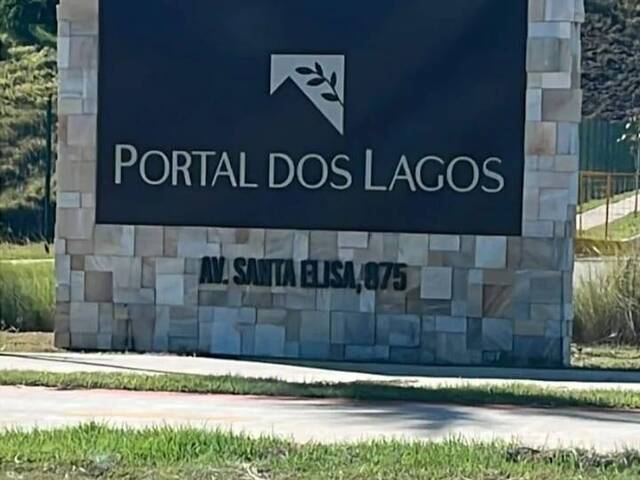 PORTAL DOS LAGOS
AV. SANTA ELISA, 875